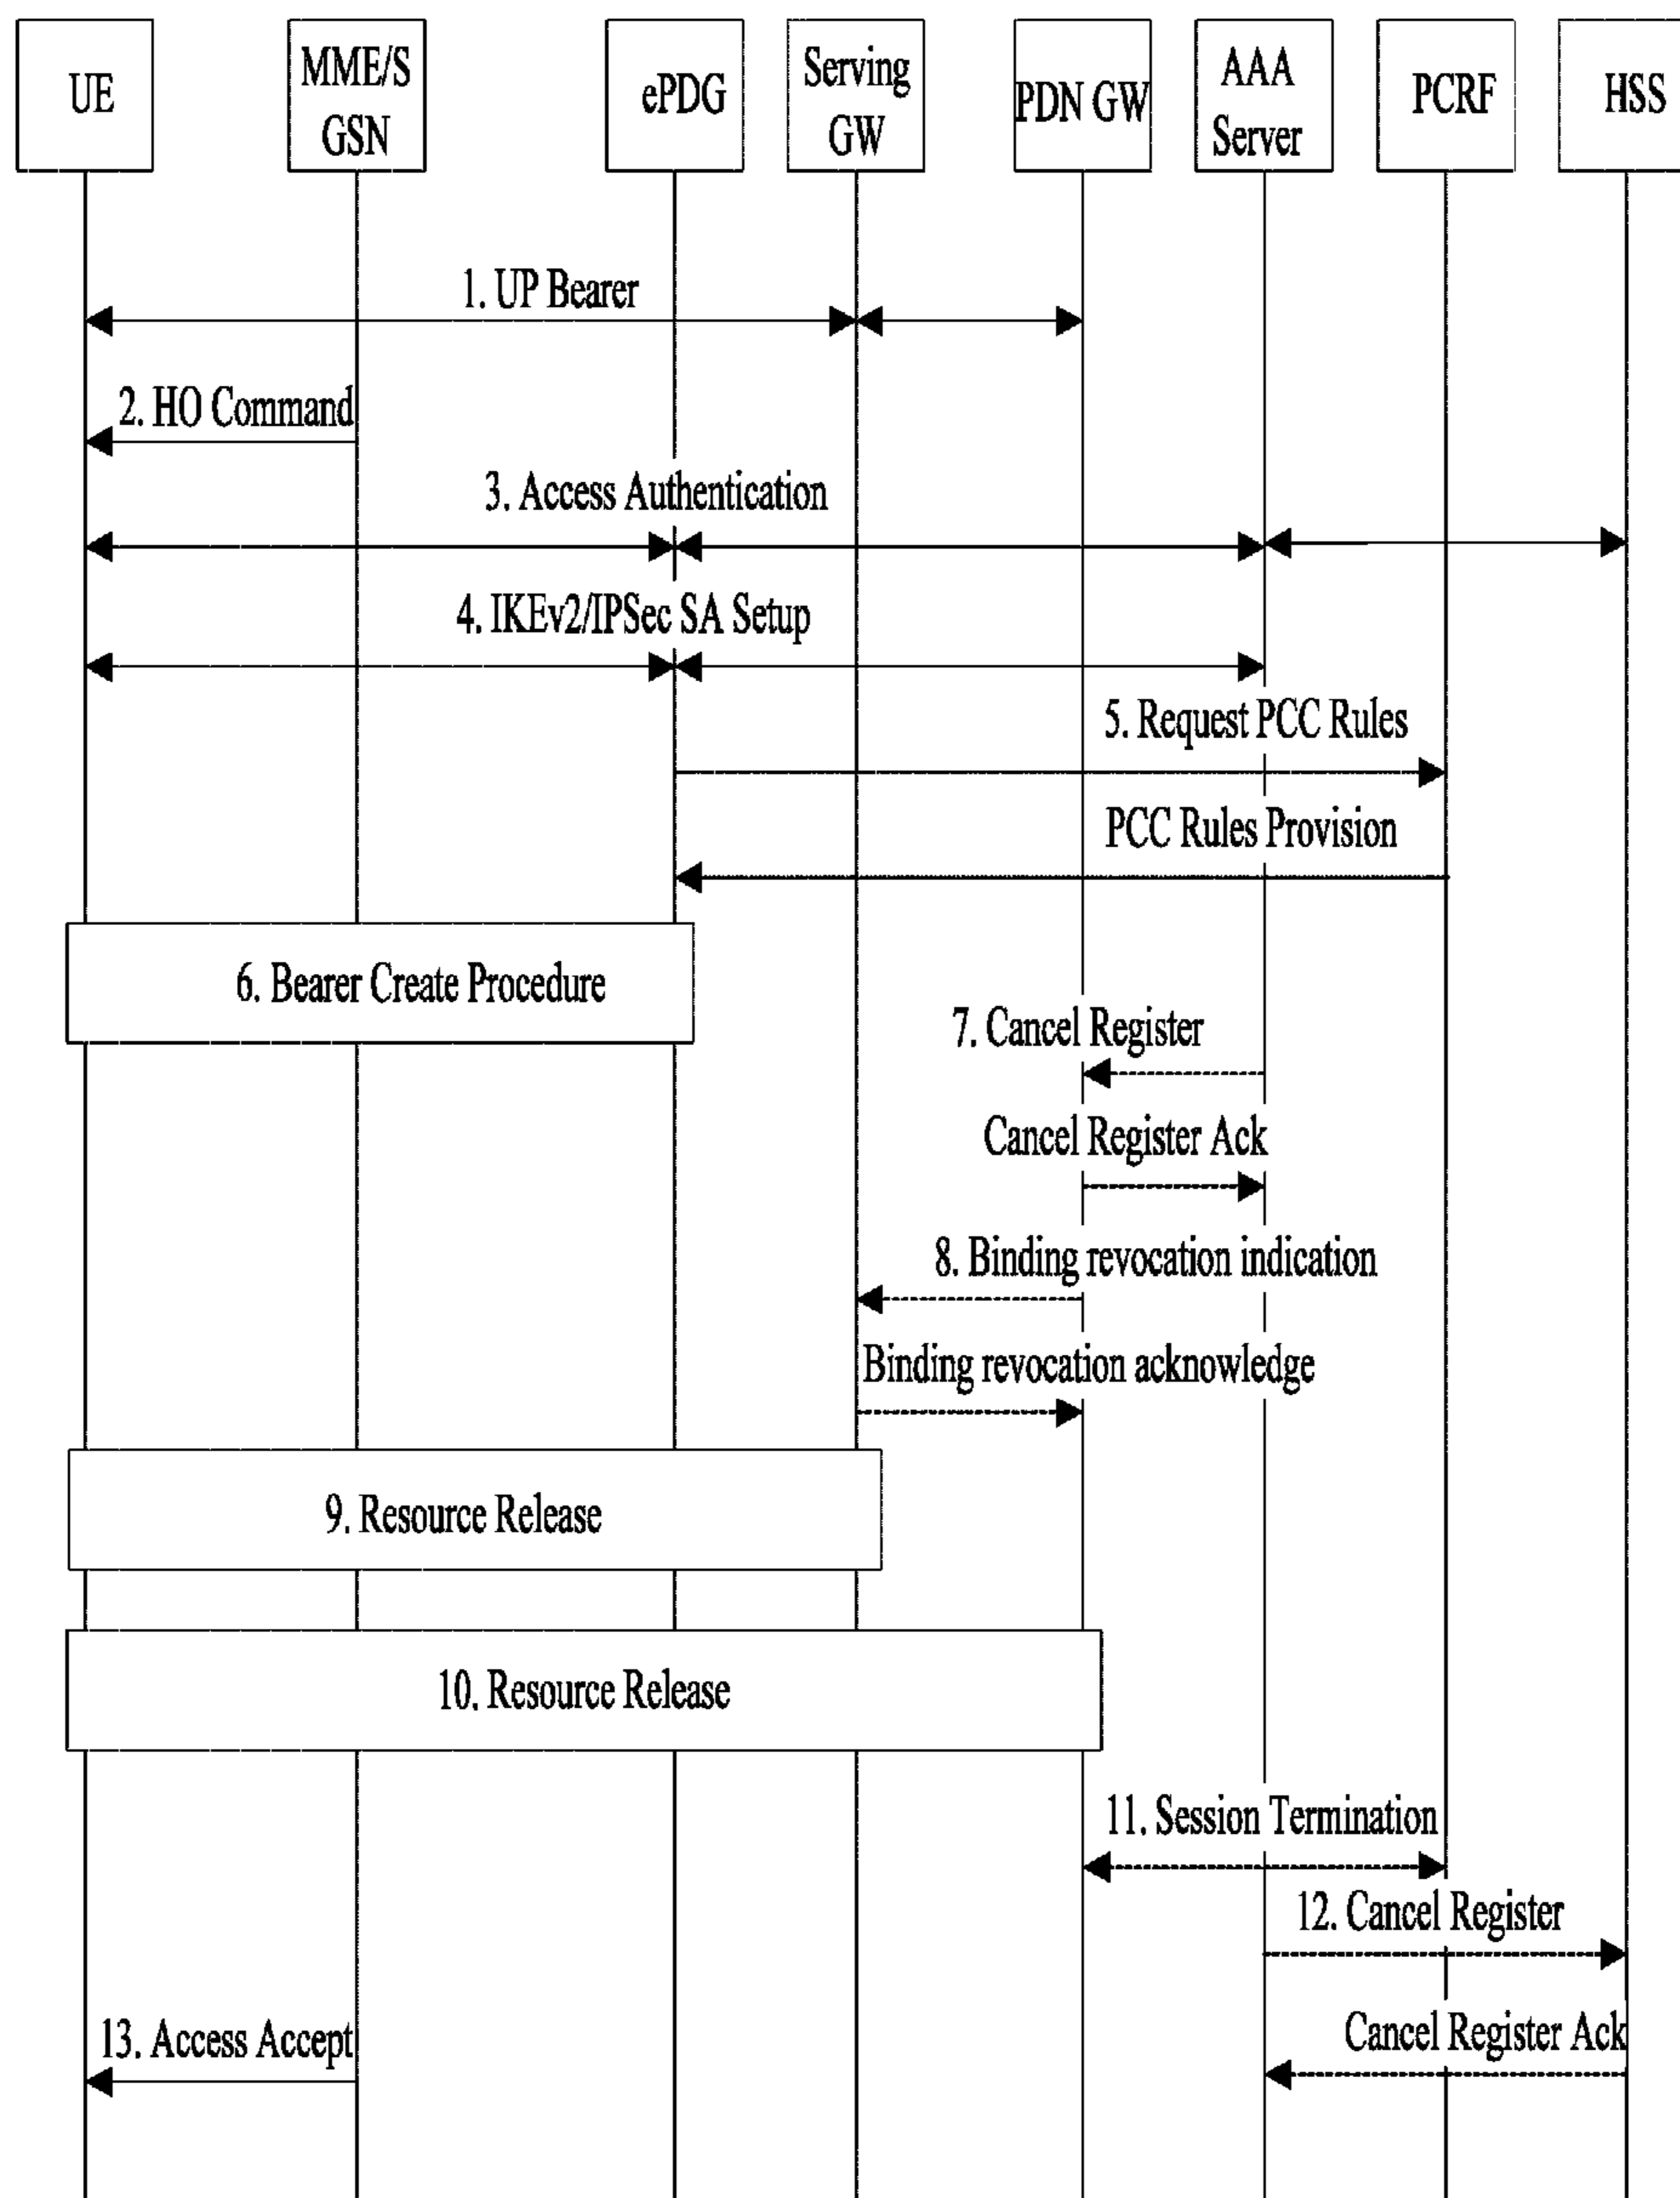 UE
MME/S
GSN
ePDG
Serving
GW
PDN GW
AAA
Server
PCRF
HSS
1. UP Bearer
2. HO Command
3. Access Authentication
4. IKEv2/IPSec SA Setup
5. Request PCC Rules
PCC Rules Provision
6. Bearer Create Procedure
7. Cancel Register
Cancel Register Ack
8. Binding revocation indication
Binding revocation acknowledge
9. Resource Release
10. Resource Release
11. Session Termination
12. Cancel Register
Cancel Register Ack
13. Access Accept